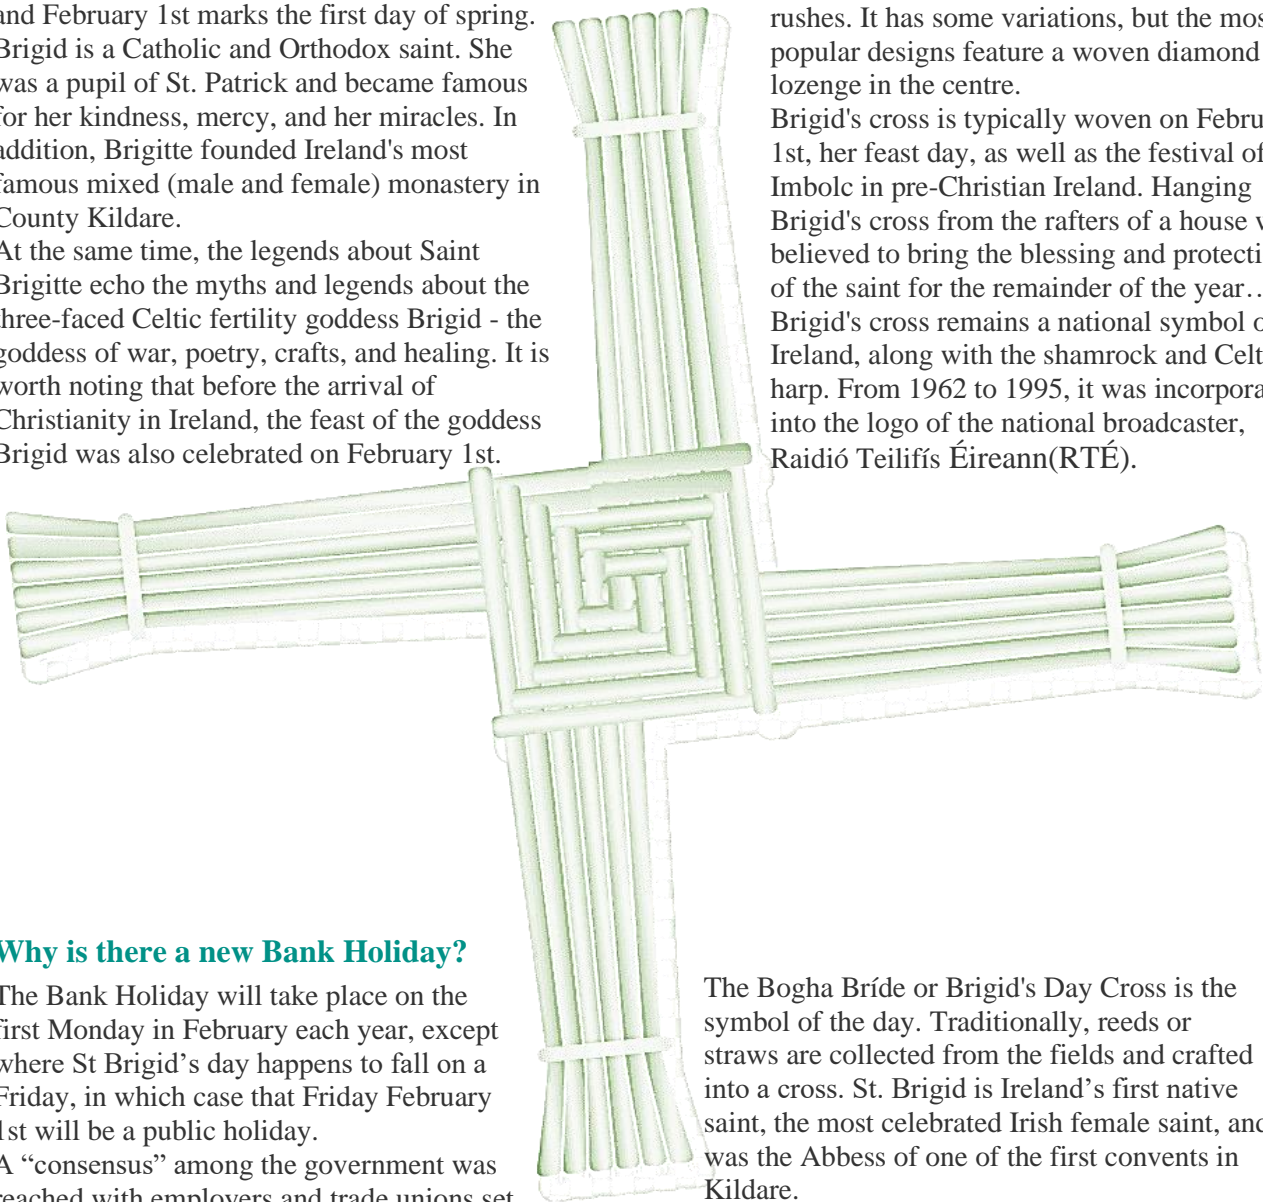 and February 1st marks the first day of spring.
Brigid is a Catholic and Orthodox saint. She
was a pupil of St. Patrick and became famous
for her kindness, mercy, and her miracles. In
addition, Brigitte founded Ireland's most
famous mixed (male and female) monastery in
County Kildare.
At the same time, the legends about Saint
Brigitte echo the myths and legends about the
three-faced Celtic fertility goddess Brigid - the
goddess of war, poetry, crafts, and healing. It is
worth noting that before the arrival of
Christianity in Ireland, the feast of the goddess
Brigid was also celebrated on February 1st.
Why is there a new Bank Holiday?
The Bank Holiday will take place on the
first Monday in February each year, except
where St Brigid’s day happens to fall on a
Friday, in which case that Friday February
1st will be a public holiday.
A “consensus” among the government was
reached with employers and trade unions set
rushes. It has some variations, but the mos
popular designs feature a woven diamond
lozenge in the centre.
Brigid's cross is typically woven on Febru
1st, her feast day, as well as the festival of
Imbolc in pre-Christian Ireland. Hanging
Brigid's cross from the rafters of a house w
believed to bring the blessing and protecti
of the saint for the remainder of the year…
Brigid's cross remains a national symbol o
Ireland, along with the shamrock and Celt
harp. From 1962 to 1995, it was incorpora
into the logo of the national broadcaster,
Raidió Teilifís Éireann(RTÉ).
The Bogha Bríde or Brigid's Day Cross is the
symbol of the day. Traditionally, reeds or
straws are collected from the fields and crafted
into a cross. St. Brigid is Ireland’s first native
saint, the most celebrated Irish female saint, and
was the Abbess of one of the first convents in
Kildare.